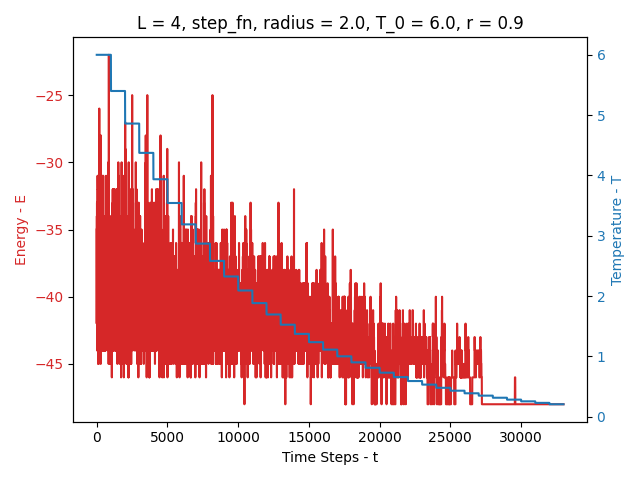 L = 4, step_fn, radius = 2.0, T_0 = 6.0, r = 0.9
Energy - E
−25
−30
−35
−40
−45
6
5
4
3
2
1
0
Temperature - T
0 5000 10000 15000 20000 25000 30000
Time Steps - t